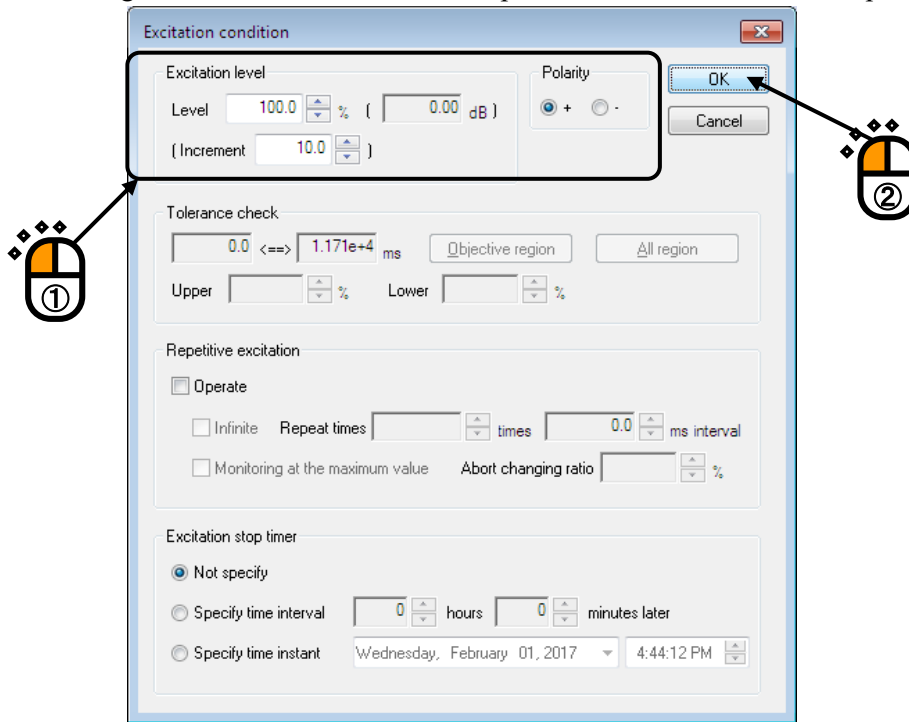 Excitation condition
Excitation level
Polarity
OK
Level 100.0 % ( 0.00 dB )
+ -
Cancel
( Increment 10.0 )
②
Tolerance check
0.0 <==> 1.171e+4 ms Objective region All region
①
Upper % Lower %
Repetitive excitation
Operate
Infinite Repeat times times 0.0 ms interval
Monitoring at the maximum value Abort changing ratio %
Excitation stop timer
Not specify
Specify time interval 0 hours 0 minutes later
Specify time instant Wednesday, February 01, 2017 4:44:12 PM